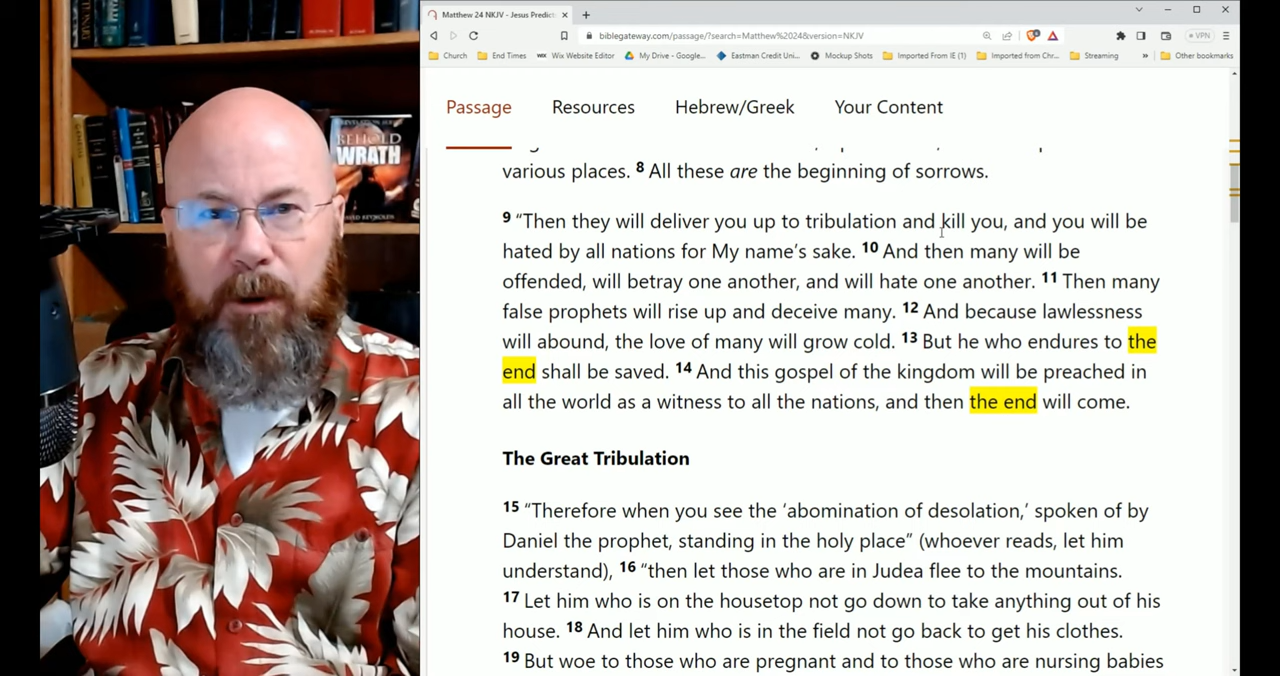 Matthew 24 NKJV - Jesus Predict
biblegateway.com/passage/?search=Matthew%2024&version=NKJV
VPN
Church
End Times
WIX Wix Website Editor
My Drive - Google...
Eastman Credit Uni...
Mockup Shots
Imported From IE (1)
Imported from Chr...
Streaming
Other bookmarks
Passage
Resources
Hebrew/Greek
Your Content
various places. 8 All these are the beginning of sorrows.
9 “Then they will deliver you up to tribulation and kill you, and you will be
hated by all nations for My name’s sake. 10 And then many will be
offended, will betray one another, and will hate one another. 11 Then many
false prophets will rise up and deceive many. 12 And because lawlessness
will abound, the love of many will grow cold. 13 But he who endures to the
end shall be saved. 14 And this gospel of the kingdom will be preached in
all the world as a witness to all the nations, and then the end will come.
The Great Tribulation
15 “Therefore when you see the ‘abomination of desolation,’ spoken of by
Daniel the prophet, standing in the holy place” (whoever reads, let him
understand), 16 “then let those who are in Judea flee to the mountains.
17 Let him who is on the housetop not go down to take anything out of his
house. 18 And let him who is in the field not go back to get his clothes.
19 But woe to those who are pregnant and to those who are nursing babies
BEHOLD
WRATH